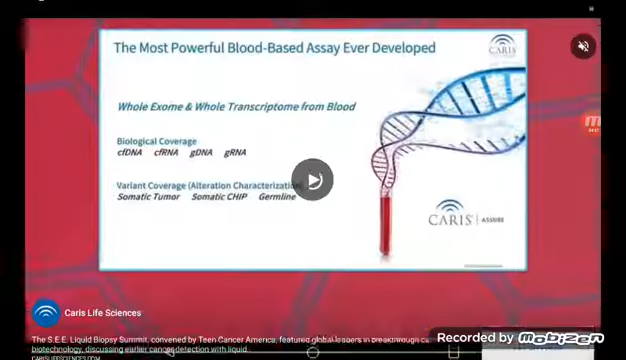 The Most Powerful Blood-Based Assay Ever Developed
CARIS
Whole Exome & Whole Transcriptome from Blood
Biological Coverage
cfDNA cfRNA gDNA gRNA
Variant Coverage (Alteration Characterization)
Somatic Tumor Somatic CHIP Germline
CARIS | ASSURE
Caris Life Sciences
The S.E.E. Liquid Biopsy Summit, convened by Teen Cancer America, featured global leaders in breakthrough
biotechnology, discussing earlier cancer detection with liquid
CARISLIFESCIENCES.COM
Recorded by Mobizen